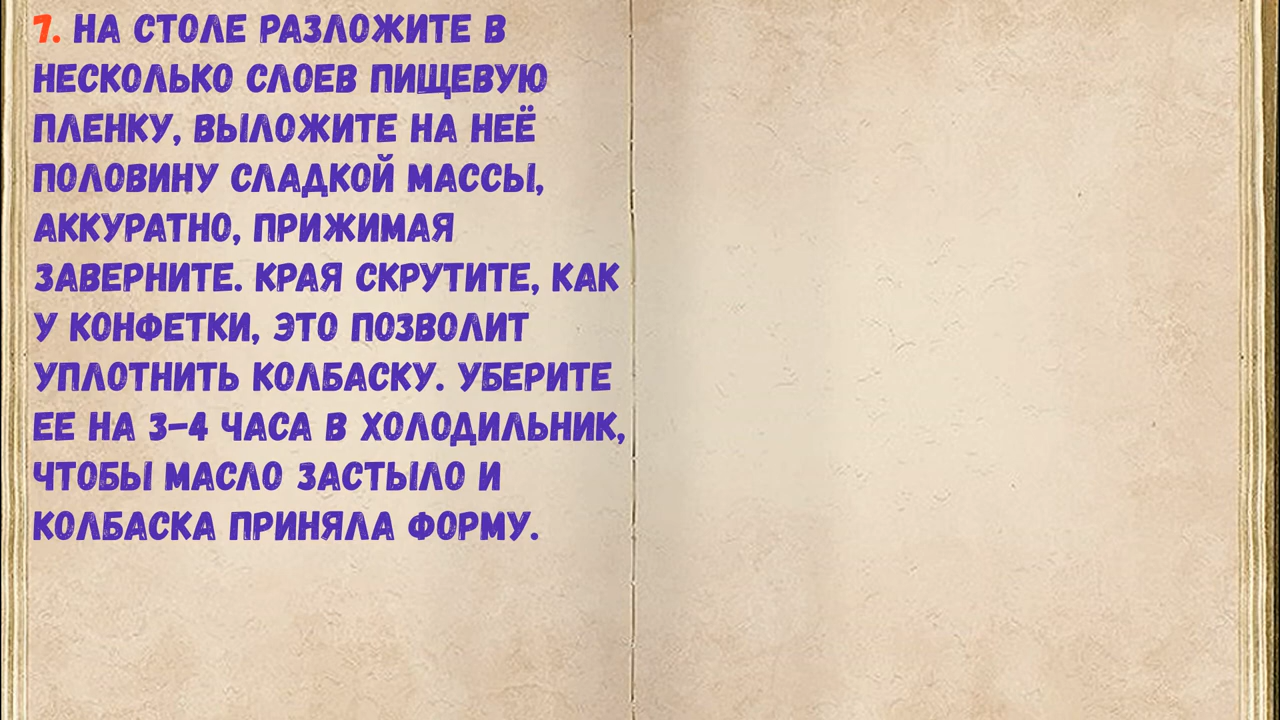 7. НА СТОЛЕ РАЗЛОЖИТЕ В
НЕСКОЛЬКО СЛОЕВ ПИЩЕВУЮ
ПЛЕНКУ, ВЫЛОЖИТЕ НА НЕЁ
ПОЛОВИНУ СЛАДКОЙ МАССЫ,
АККУРАТНО, ПРИЖИМАЯ
ЗАВЕРНИТЕ. КРАЯ СКРУТИТЕ, КАК
У КОНФЕТКИ, ЭТО ПОЗВОЛИТ
УПЛОТНИТЬ КОЛБАСКУ. УБЕРИТЕ
ЕЕ НА 3-4 ЧАСА В ХОЛОДИЛЬНИК,
ЧТОБЫ МАСЛО ЗАСТЫЛО И
КОЛБАСКА ПРИНЯЛА ФОРМУ.